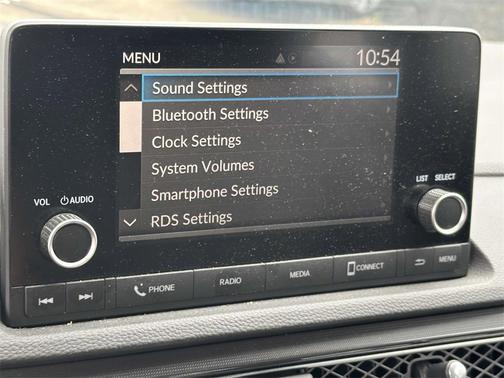 MENU 10:54
Sound Settings
Bluetooth Settings
Clock Settings
System Volumes
Smartphone Settings
RDS Settings
VOL AUDIO
LIST SELECT
PHONE RADIO MEDIA CONNECT MENU